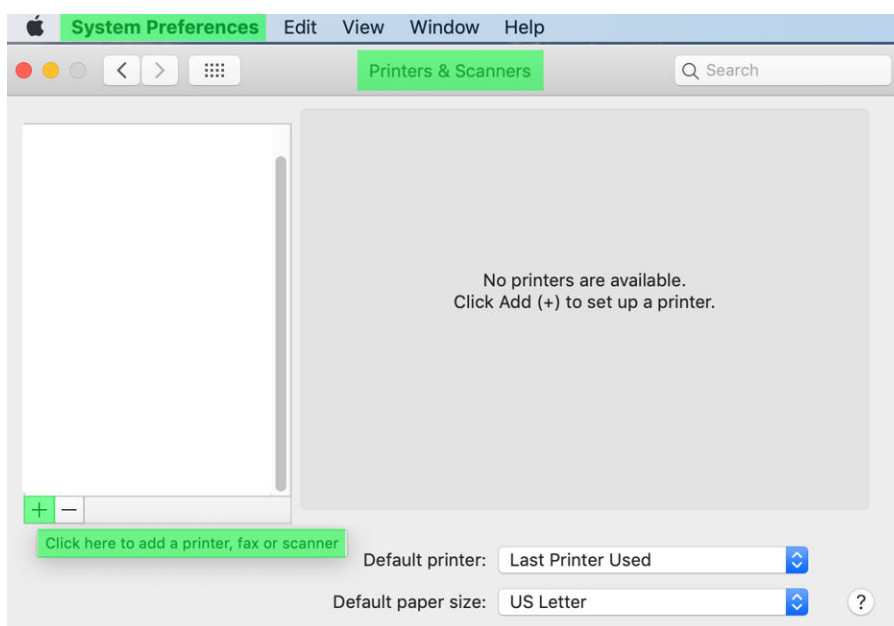 System Preferences Edit View Window Help
Printers & Scanners
Search
No printers are available.
Click Add (+) to set up a printer.
+ −
Click here to add a printer, fax or scanner
Default printer: Last Printer Used
Default paper size: US Letter
?